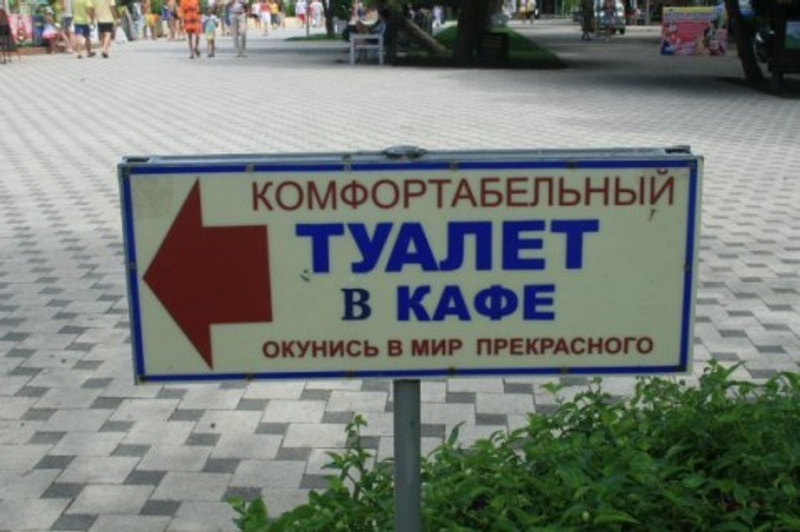 КОМФОРТАБЕЛЬНЫЙ
ТУАЛЕТ
В КАФЕ
ОКУНИСЬ В МИР ПРЕКРАСНОГО